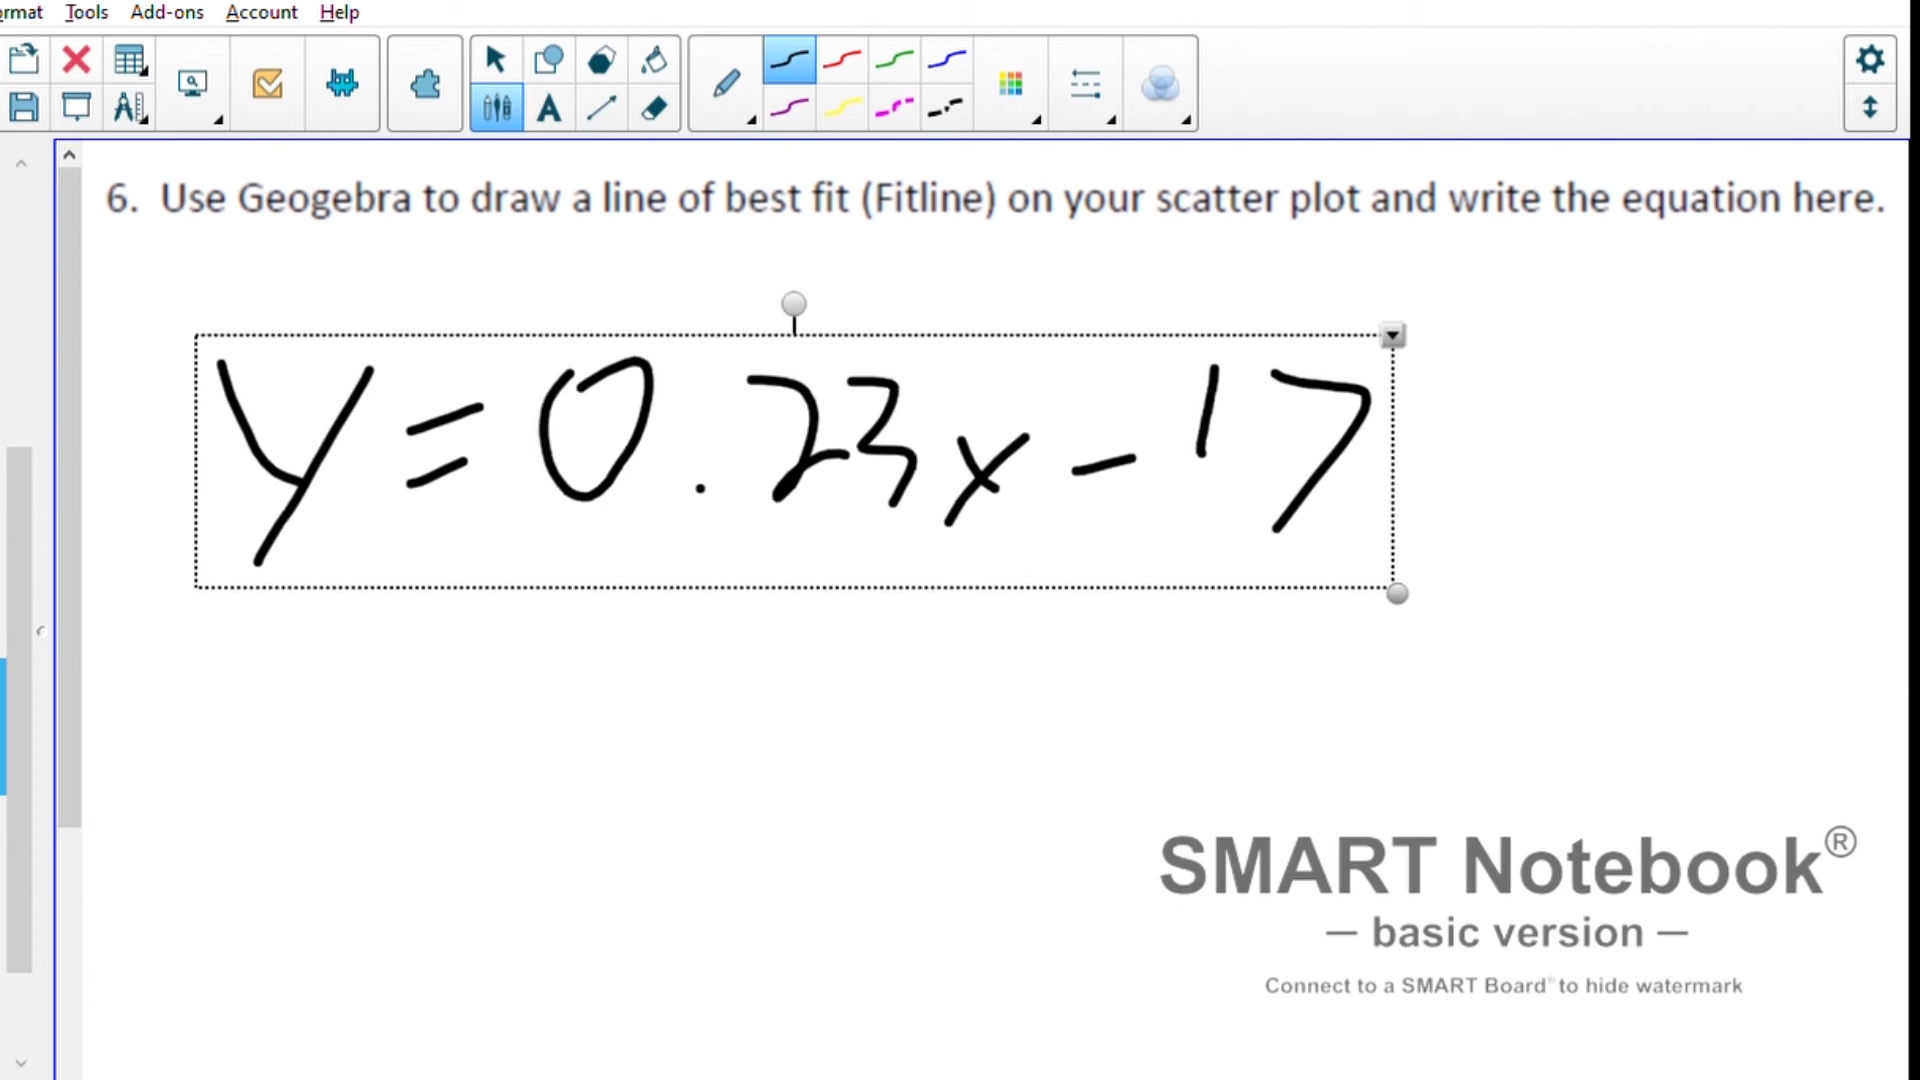 ormat Tools Add-ons Account Help
6. Use Geogebra to draw a line of best fit (Fitline) on your scatter plot and write the equation here.
y = 0.23x - 17
SMART Notebook®
— basic version —
Connect to a SMART Board® to hide watermark